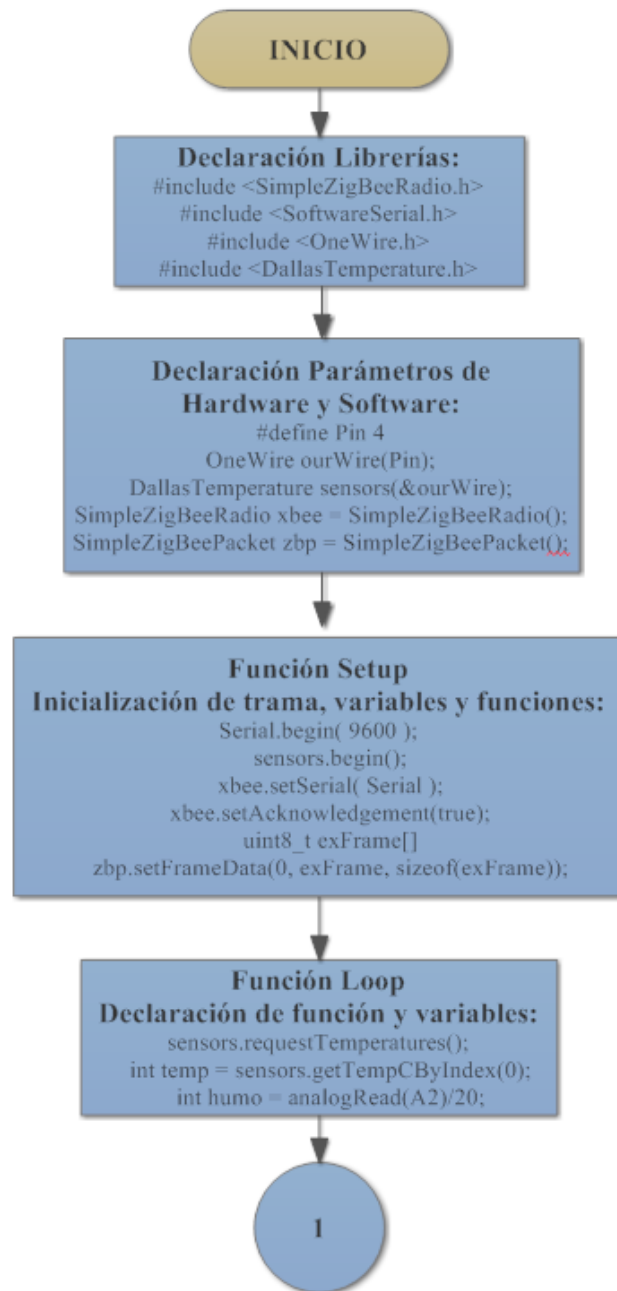 INICIO
Declaración Librerías:
#include <SimpleZigBeeRadio.h>
#include <SoftwareSerial.h>
#include <OneWire.h>
#include <DallasTemperature.h>
Declaración Parámetros de
Hardware y Software:
#define Pin 4
OneWire ourWire(Pin);
DallasTemperature sensors(&ourWire);
SimpleZigBeeRadio xbee = SimpleZigBeeRadio();
SimpleZigBeePacket zbp = SimpleZigBeePacket();
Función Setup
Inicialización de trama, variables y funciones:
Serial.begin( 9600 );
sensors.begin();
xbee.setSerial( Serial );
xbee.setAcknowledgement(true);
uint8_t exFrame[]
zbp.setFrameData(0, exFrame, sizeof(exFrame));
Función Loop
Declaración de función y variables:
sensors.requestTemperatures();
int temp = sensors.getTempCByIndex(0);
int humo = analogRead(A2)/20;
1